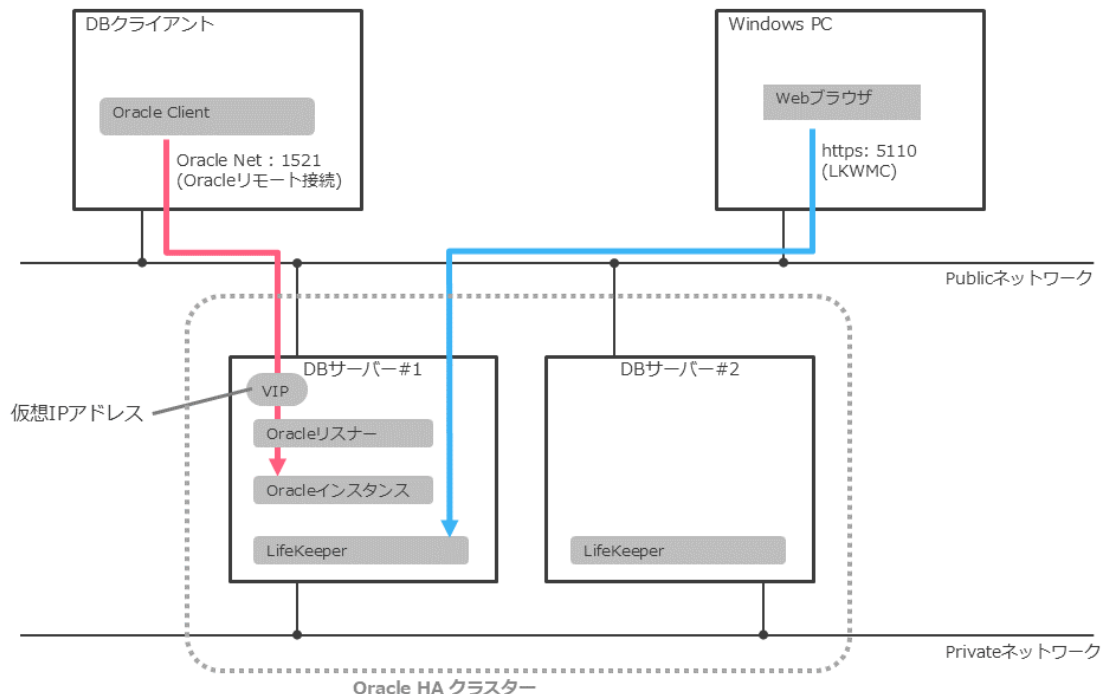 DBクライアント
Oracle Client
Oracle Net : 1521
(Oracleリモート接続)
Windows PC
Webブラウザ
https: 5110
(LKWMC)
Publicネットワーク
DBサーバー#1
VIP
仮想IPアドレス
Oracleリスナー
Oracleインスタンス
LifeKeeper
DBサーバー#2
LifeKeeper
Privateネットワーク
Oracle HA クラスター